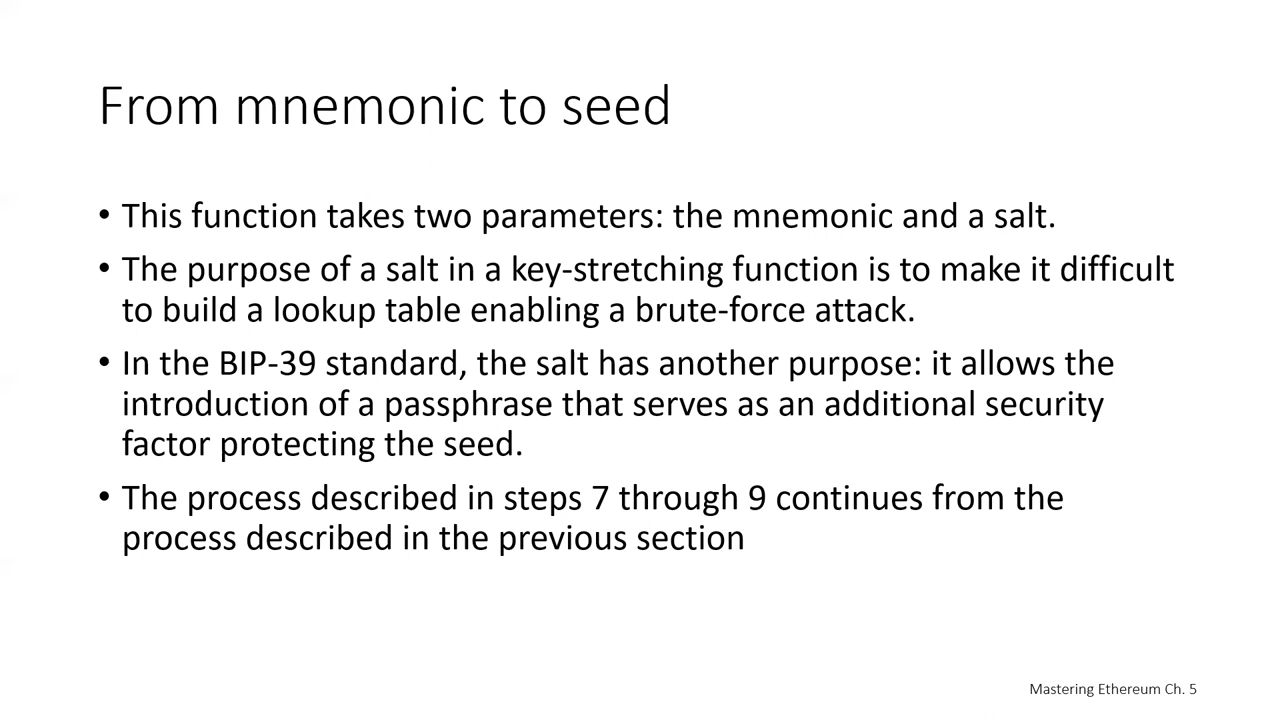 From mnemonic to seed
• This function takes two parameters: the mnemonic and a salt.
• The purpose of a salt in a key-stretching function is to make it difficult
to build a lookup table enabling a brute-force attack.
• In the BIP-39 standard, the salt has another purpose: it allows the
introduction of a passphrase that serves as an additional security
factor protecting the seed.
• The process described in steps 7 through 9 continues from the
process described in the previous section
Mastering Ethereum Ch. 5